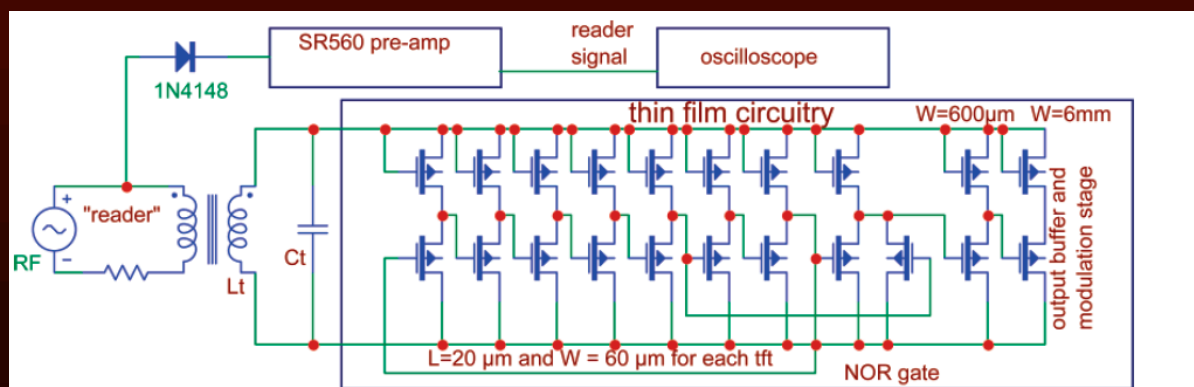 SR560 pre-amp
reader
signal
oscilloscope
1N4148
thin film circuitry
W=600µm
W=6mm
+
"reader"
−
RF
Lt
Ct
output buffer and
modulation stage
L=20 µm and W = 60 µm for each tft
NOR gate